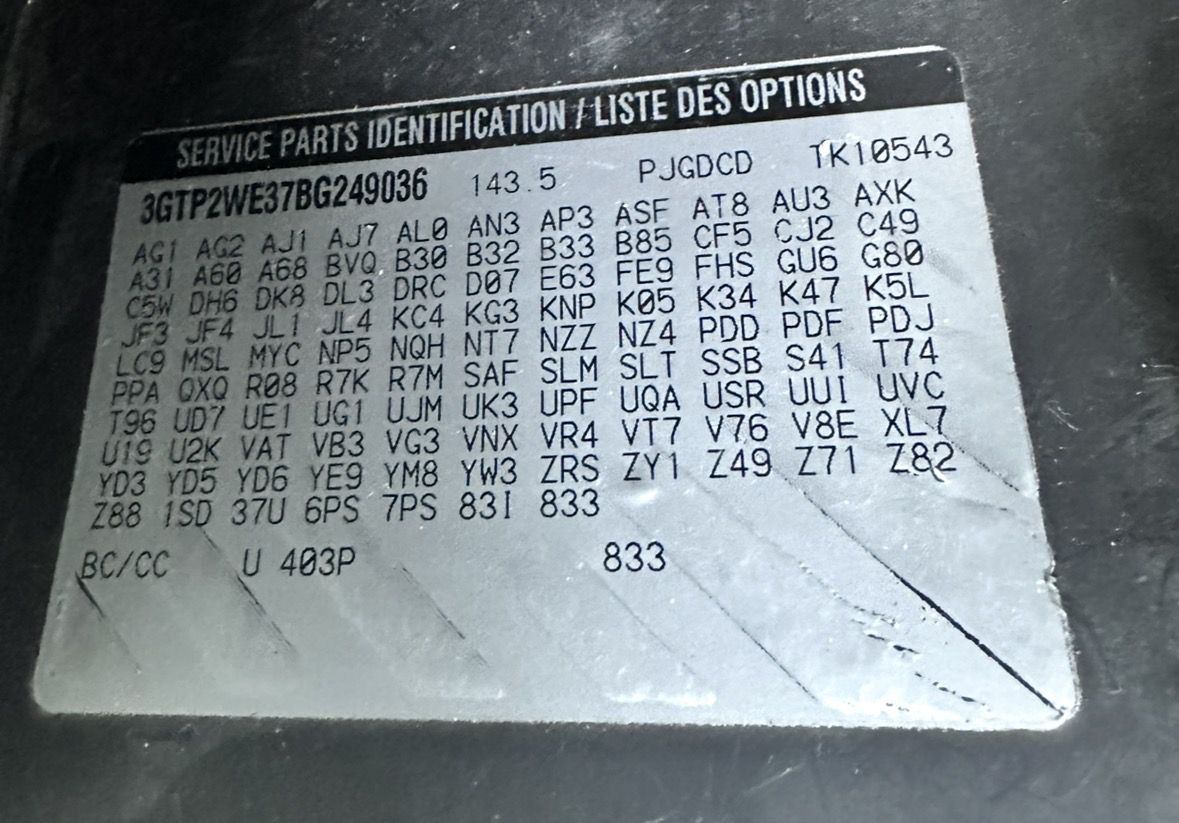 SERVICE PARTS IDENTIFICATION / LISTE DES OPTIONS
3GTP2WE37BG249036 143.5 PJGDCD TK10543
AG1 AG2 AJ1 AJ7 AL0 AN3 AP3 ASF AT8 AU3 AXK
A31 A60 A68 BVQ B30 B32 B33 B85 CF5 CJ2 C49
C5W DH6 DK8 DL3 DRC D07 E63 FE9 FHS GU6 G80
JF3 JF4 JL1 JL4 KC4 KG3 KNP K05 K34 K47 K5L
LC9 MSL MYC NP5 NQH NT7 NZZ NZ4 PDD PDF PDJ
PPA QXQ R08 R7K R7M SAF SLM SLT SSB S41 T74
T96 UD7 UE1 UG1 UJM UK3 UPF UQA USR UUI UVC
U19 U2K VAT VB3 VG3 VNX VR4 VT7 V76 V8E XL7
YD3 YD5 YD6 YE9 YM8 YW3 ZRS ZY1 Z49 Z71 Z82
Z88 1SD 37U 6PS 7PS 83I 833
BC/CC U 403P 833